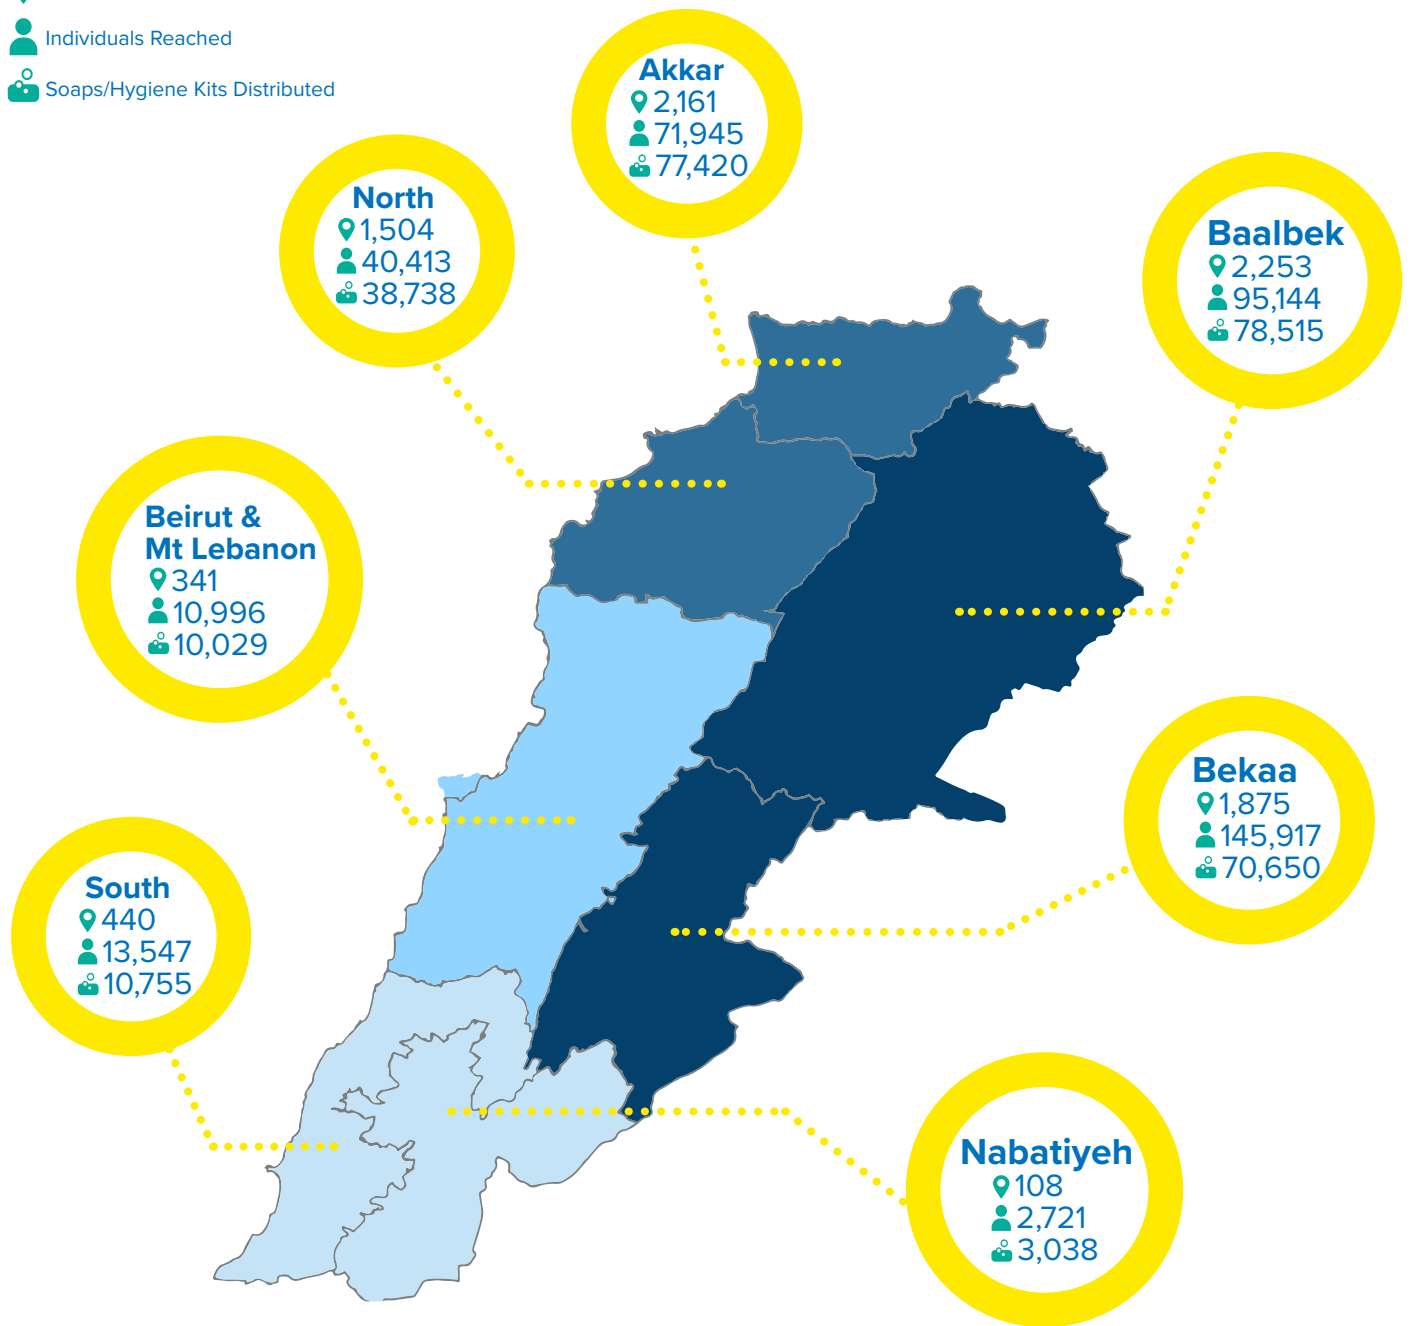 Individuals Reached
Soaps/Hygiene Kits Distributed
Akkar
2,161
71,945
77,420
North
1,504
40,413
38,738
Baalbek
2,253
95,144
78,515
Beirut &
Mt Lebanon
341
10,996
10,029
Bekaa
1,875
145,917
70,650
South
440
13,547
10,755
Nabatiyeh
108
2,721
3,038